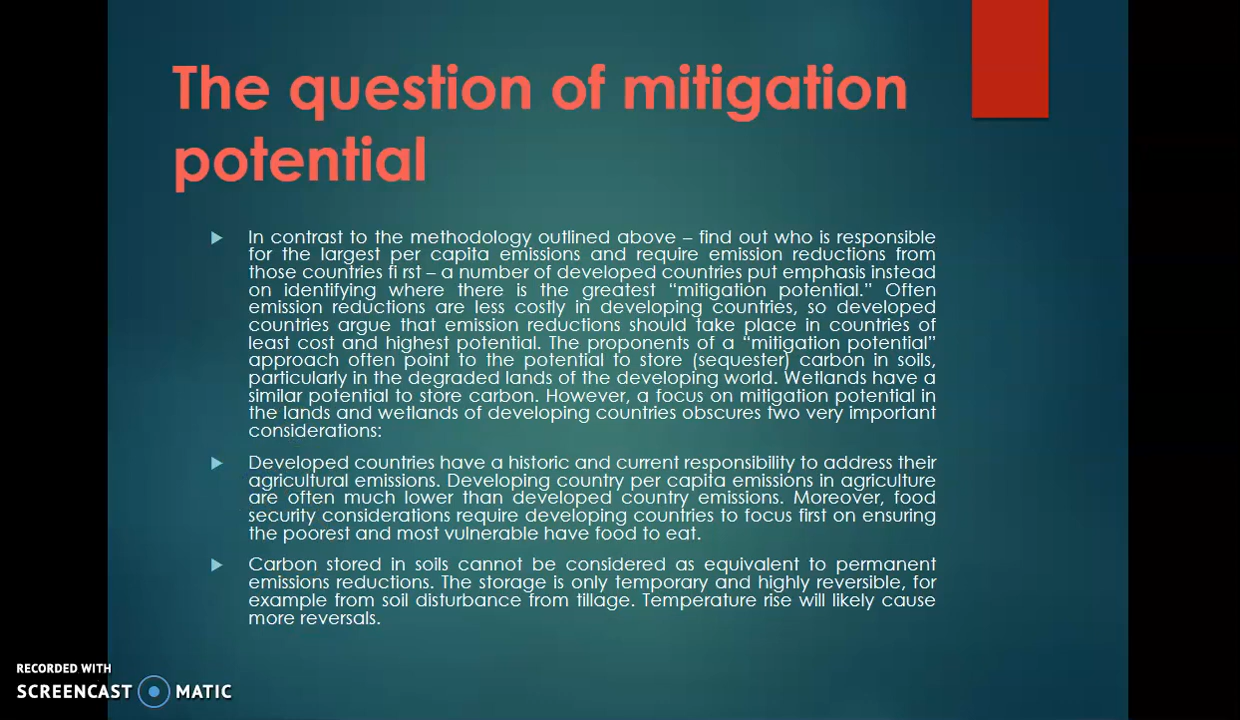 The question of mitigation
potential
In contrast to the methodology outlined above – find out who is responsible
for the largest per capita emissions and require emission reductions from
those countries fi rst – a number of developed countries put emphasis instead
on identifying where there is the greatest “mitigation potential.” Often
emission reductions are less costly in developing countries, so developed
countries argue that emission reductions should take place in countries of
least cost and highest potential. The proponents of a “mitigation potential”
approach often point to the potential to store (sequester) carbon in soils,
particularly in the degraded lands of the developing world. Wetlands have a
similar potential to store carbon. However, a focus on mitigation potential in
the lands and wetlands of developing countries obscures two very important
considerations:
Developed countries have a historic and current responsibility to address their
agricultural emissions. Developing country per capita emissions in agriculture
are often much lower than developed country emissions. Moreover, food
security considerations require developing countries to focus first on ensuring
the poorest and most vulnerable have food to eat.
Carbon stored in soils cannot be considered as equivalent to permanent
emissions reductions. The storage is only temporary and highly reversible, for
example from soil disturbance from tillage. Temperature rise will likely cause
more reversals.
RECORDED WITH
SCREENCAST MATIC